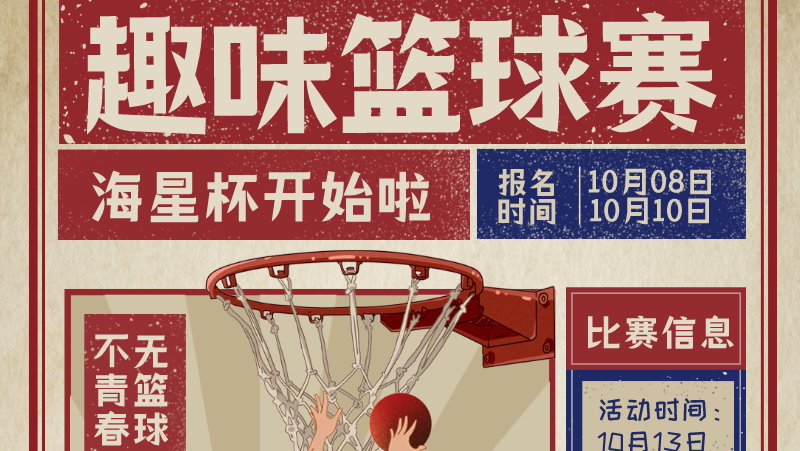 趣味篮球赛
海星杯开始啦
报名时间
10月08日
10月10日
无篮球
不青春
比赛信息
活动时间:
10月13日